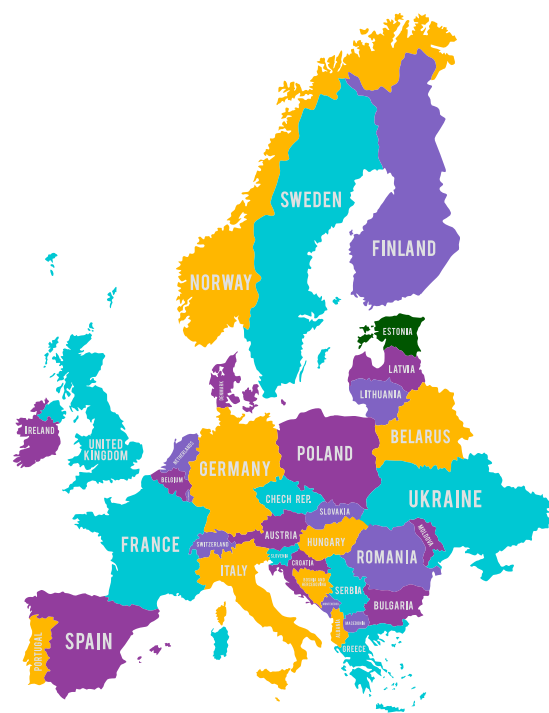 SWEDEN
FINLAND
NORWAY
ESTONIA
LATVIA
DENMARK
LITHUANIA
IRELAND
UNITED
KINGDOM
NETHERLANDS
GERMANY
POLAND
BELARUS
BELGIUM
CHECH REP.
UKRAINE
SLOVAKIA
FRANCE
SWITZERLAND
AUSTRIA
HUNGARY
MOLDOVA
ROMANIA
ITALY
SLOVENIA
CROATIA
SERBIA
BULGARIA
PORTUGAL
SPAIN
MACEDONIA
GREECE